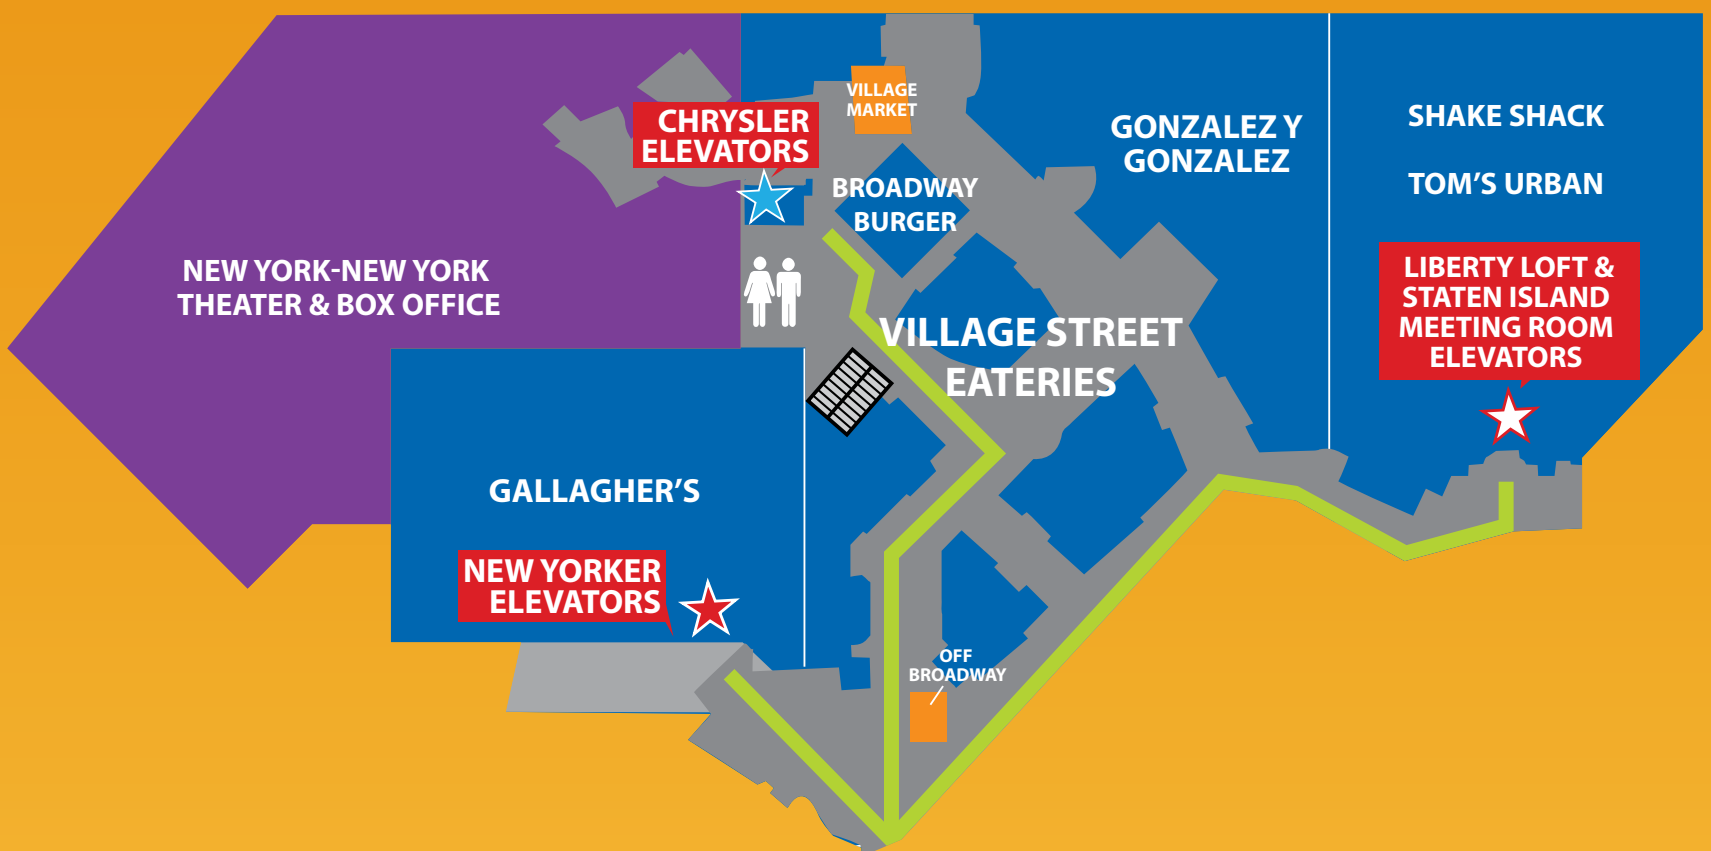 VILLAGE
MARKET
CHRYSLER
ELEVATORS
GONZALEZ Y
GONZALEZ
SHAKE SHACK
TOM’S URBAN
BROADWAY
BURGER
NEW YORK-NEW YORK
THEATER & BOX OFFICE
LIBERTY LOFT &
STATEN ISLAND
MEETING ROOM
ELEVATORS
VILLAGE STREET
EATERIES
GALLAGHER’S
NEW YORKER
ELEVATORS
OFF
BROADWAY